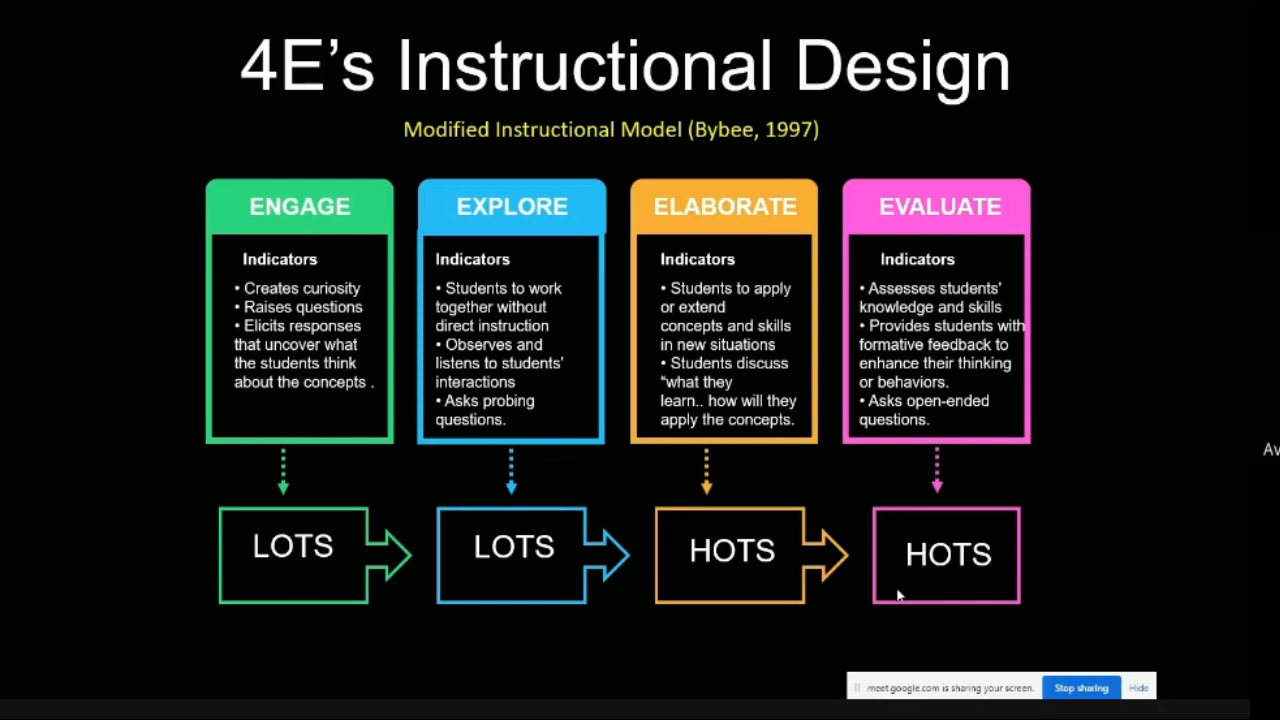 4E’s Instructional Design
Modified Instructional Model (Bybee, 1997)
ENGAGE
Indicators
• Creates curiosity
• Raises questions
• Elicits responses
that uncover what
the students think
about the concepts .
LOTS
EXPLORE
Indicators
• Students to work
together without
direct instruction
• Observes and
listens to students'
interactions
• Asks probing
questions.
LOTS
ELABORATE
Indicators
• Students to apply
or extend
concepts and skills
in new situations
• Students discuss
“what they
learn.. how will they
apply the concepts.
HOTS
EVALUATE
Indicators
• Assesses students'
knowledge and skills
• Provides students with
formative feedback to
enhance their thinking
or behaviors.
• Asks open-ended
questions.
HOTS
Av
meet.google.com is sharing your screen. Stop sharing Hide